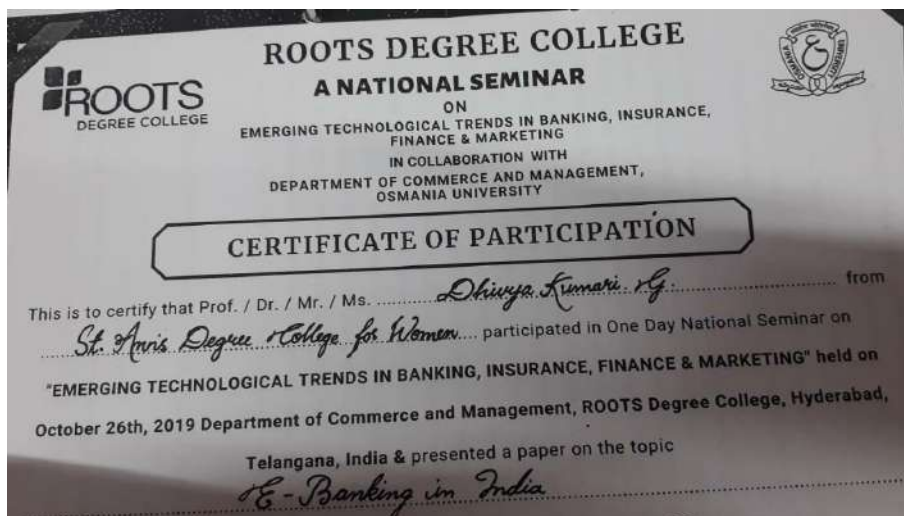 ROOTS DEGREE COLLEGE
ROOTS
DEGREE COLLEGE
A NATIONAL SEMINAR
ON
EMERGING TECHNOLOGICAL TRENDS IN BANKING, INSURANCE,
FINANCE & MARKETING
IN COLLABORATION WITH
DEPARTMENT OF COMMERCE AND MANAGEMENT,
OSMANIA UNIVERSITY
OSMANIA UNIVERSITY
CERTIFICATE OF PARTICIPATION
This is to certify that Prof. / Dr. / Mr. / Ms. Dhivya Kumari. G. from
St. Ann's Degree College for Women participated in One Day National Seminar on
"EMERGING TECHNOLOGICAL TRENDS IN BANKING, INSURANCE, FINANCE & MARKETING" held on
October 26th, 2019 Department of Commerce and Management, ROOTS Degree College, Hyderabad,
Telangana, India & presented a paper on the topic
E-Banking in India